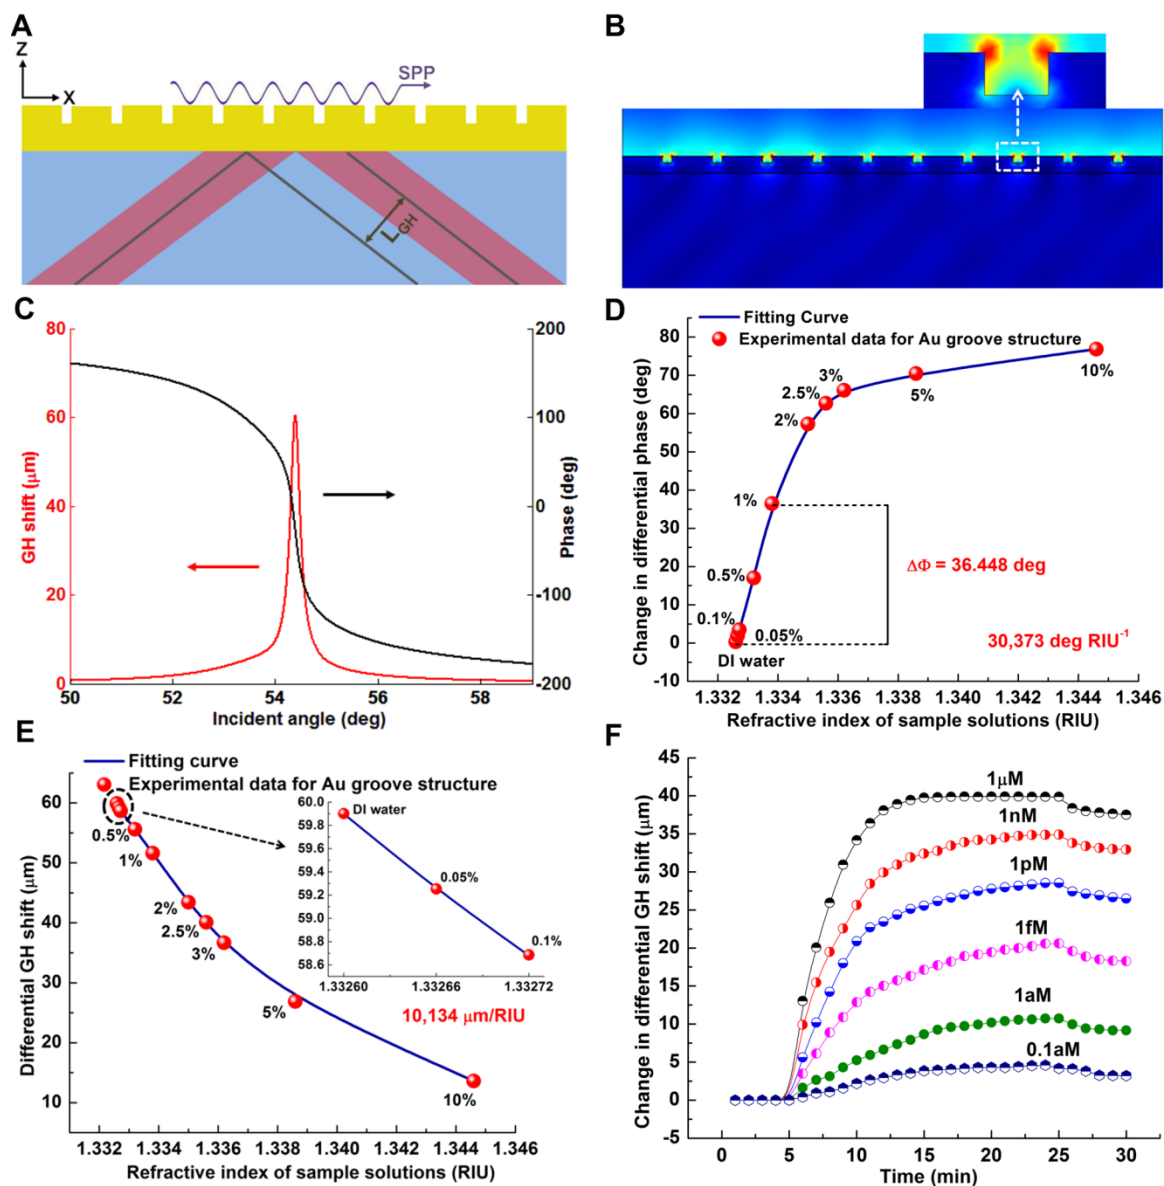 A
Z
X
SPP
L_GH
B
C
GH shift (μm)
80
60
40
20
0
50
52
54
56
58
Incident angle (deg)
200
100
0
-100
-200
Phase (deg)
D
Change in differential phase (deg)
80
70
60
50
40
30
20
10
0
-10
Fitting Curve
Experimental data for Au groove structure
3%
2.5%
2%
5%
10%
1%
0.5%
0.1%
0.05%
DI water
ΔΦ = 36.448 deg
30,373 deg RIU⁻¹
1.332 1.334 1.336 1.338 1.340 1.342 1.344 1.346
Refractive index of sample solutions (RIU)
E
Differential GH shift (μm)
60
50
40
30
20
10
Fitting curve
Experimental data for Au groove structure
0.5%
1%
2%
2.5%
3%
5%
10%
60.0
59.8
59.6
59.4
59.2
59.0
58.8
58.6
DI water
0.05%
0.1%
1.33260 1.33266 1.33272
10,134 μm/RIU
1.332 1.334 1.336 1.338 1.340 1.342 1.344 1.346
Refractive index of sample solutions (RIU)
F
Change in differential GH shift (μm)
45
40
35
30
25
20
15
10
5
0
-5
1μM
1nM
1pM
1fM
1aM
0.1aM
0 5 10 15 20 25 30
Time (min)